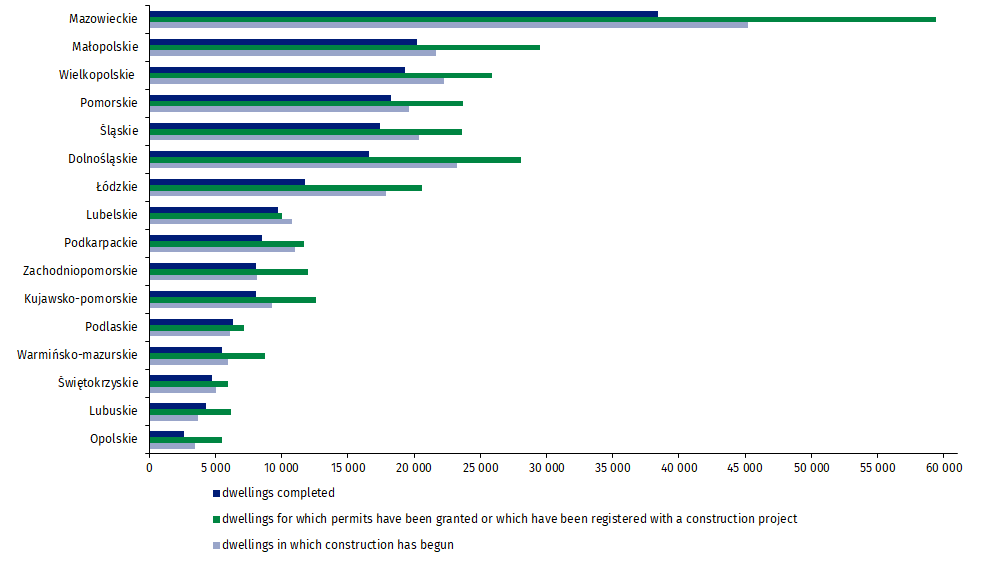 Mazowieckie
Małopolskie
Wielkopolskie
Pomorskie
Śląskie
Dolnośląskie
Łódzkie
Lubelskie
Podkarpackie
Zachodniopomorskie
Kujawsko-pomorskie
Podlaskie
Warmińsko-mazurskie
Świętokrzyskie
Lubuskie
Opolskie
0 5 000 10 000 15 000 20 000 25 000 30 000 35 000 40 000 45 000 50 000 55 000 60 000
dwellings completed
dwellings for which permits have been granted or which have been registered with a construction project
dwellings in which construction has begun